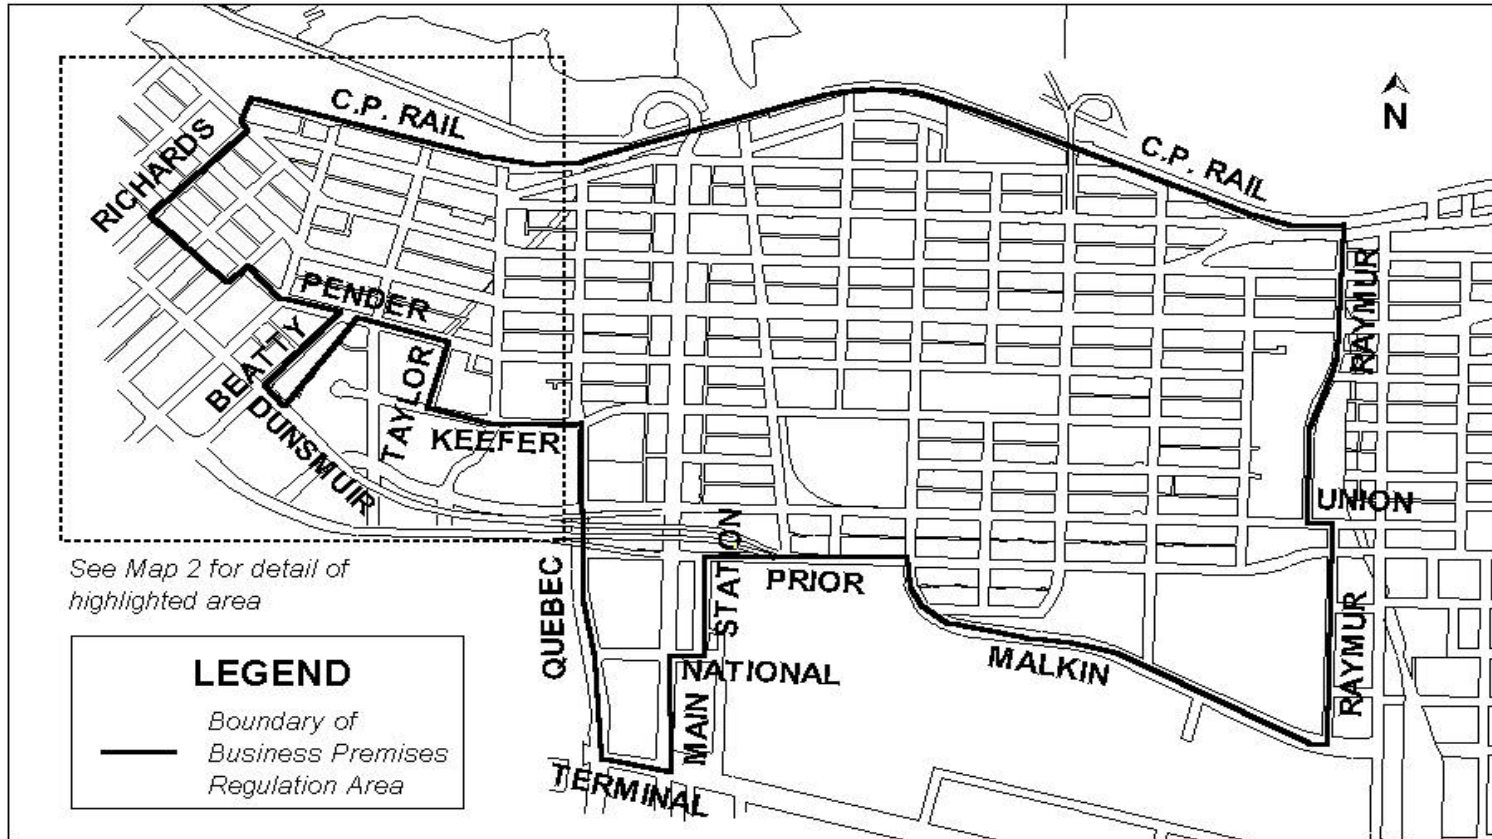 C.P. RAIL
N
RICHARDS
C.P. RAIL
RAYMUR
PENDER
BEATTY
TAYLOR
DUNSMUIR
KEEFER
UNION
STATION
PRIOR
QUEBEC
See Map 2 for detail of
highlighted area
RAYMUR
MALKIN
NATIONAL
MAIN
TERMINAL
LEGEND
Boundary of
Business Premises
Regulation Area